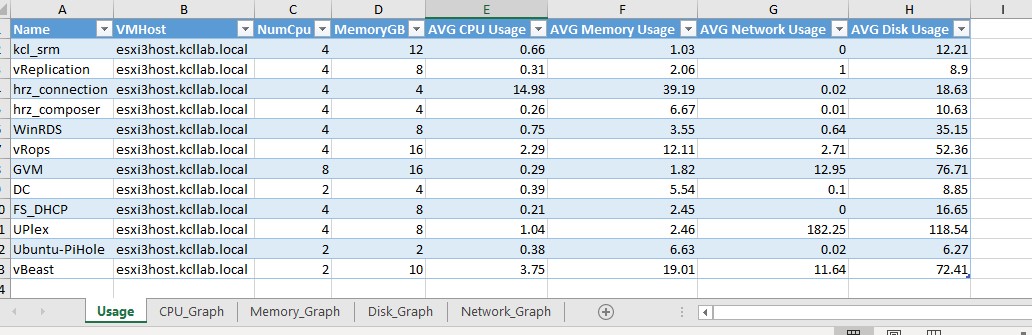 A B C D E F G H I
Name VMHost NumCpu MemoryGB AVG CPU Usage AVG Memory Usage AVG Network Usage AVG Disk Usage
kcl_srm esxi3host.kcllab.local 4 12 0.66 1.03 0 12.21
vReplication esxi3host.kcllab.local 4 8 0.31 2.06 1 8.9
hrz_connection esxi3host.kcllab.local 4 4 14.98 39.19 0.02 18.63
hrz_composer esxi3host.kcllab.local 4 4 0.26 6.67 0.01 10.63
WinRDS esxi3host.kcllab.local 4 8 0.75 3.55 0.64 35.15
vRops esxi3host.kcllab.local 4 16 2.29 12.11 2.71 52.36
GVM esxi3host.kcllab.local 8 16 0.29 1.82 12.95 76.71
DC esxi3host.kcllab.local 2 4 0.39 5.54 0.1 8.85
FS_DHCP esxi3host.kcllab.local 4 8 0.21 2.45 0 16.65
UPlex esxi3host.kcllab.local 4 8 1.04 2.46 182.25 118.54
Ubuntu-PiHole esxi3host.kcllab.local 2 2 0.38 6.63 0.02 6.27
vBeast esxi3host.kcllab.local 2 10 3.75 19.01 11.64 72.41
Usage CPU_Graph Memory_Graph Disk_Graph Network_Graph